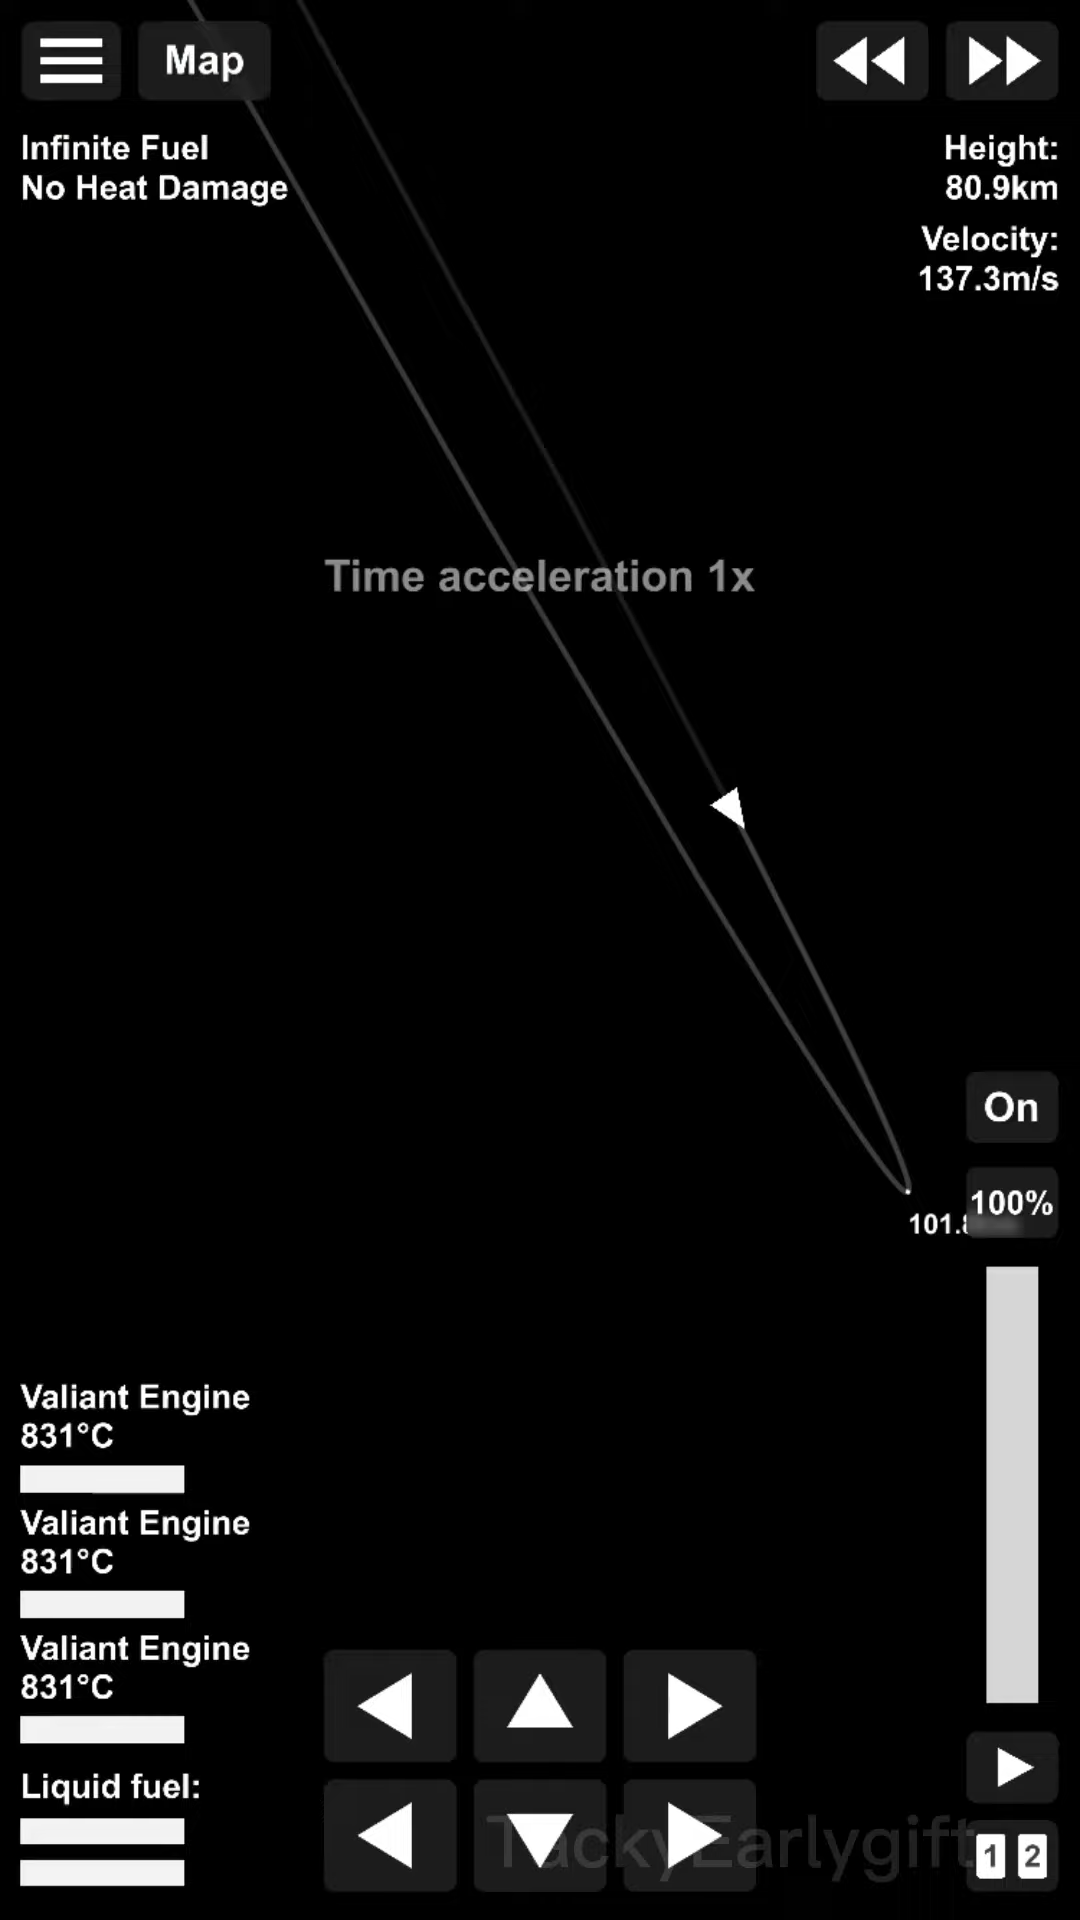 Map
Infinite Fuel
No Heat Damage
Height:
80.9km
Velocity:
137.3m/s
Time acceleration 1x
On
100%
Valiant Engine
831°C
Valiant Engine
831°C
Valiant Engine
831°C
Liquid fuel:
TackyEarlygift
1 2